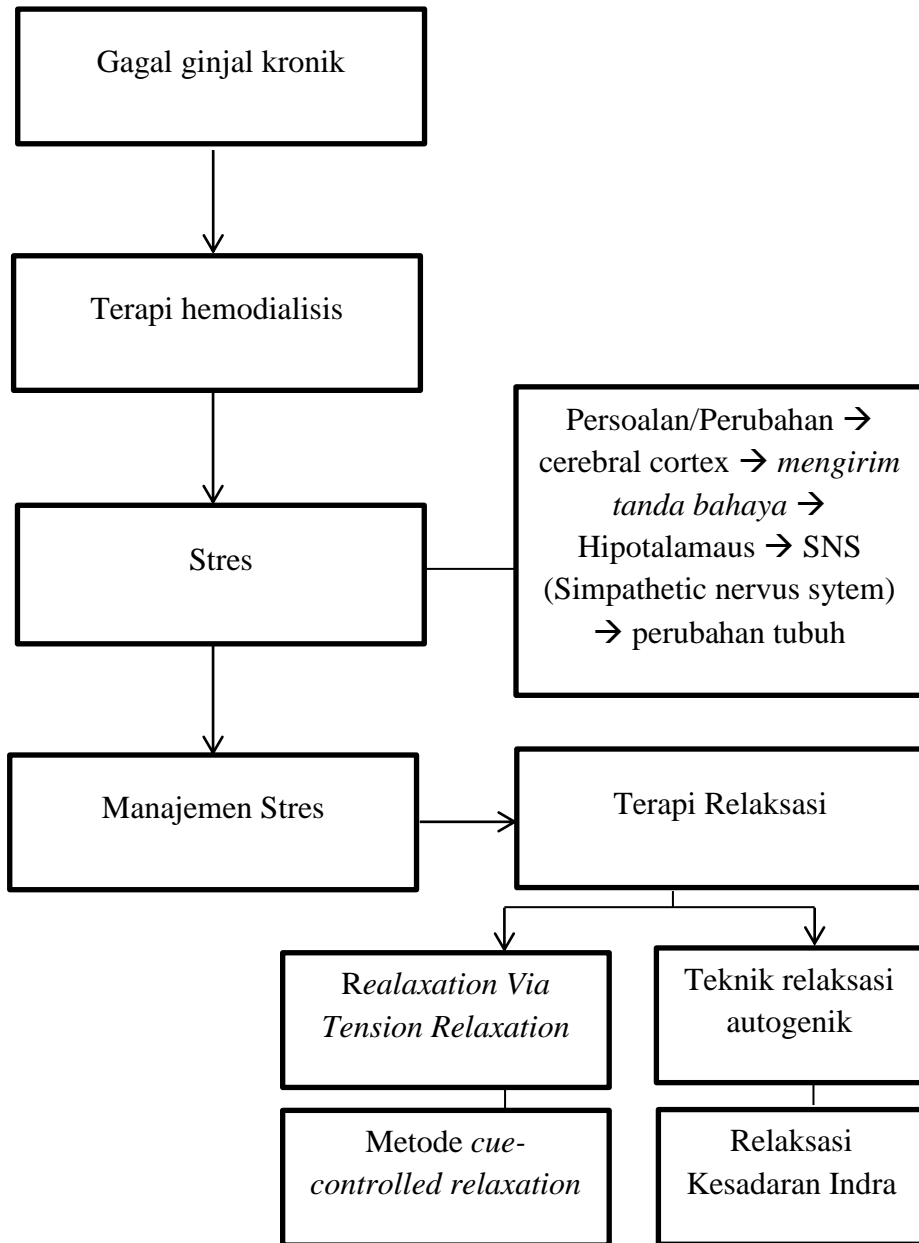 Gagal ginjal kronik
Terapi hemodialisis
Persoalan/Perubahan →
cerebral cortex → mengirim
tanda bahaya →
Hipotalamaus → SNS
(Simpathetic nervus sytem)
→ perubahan tubuh
Stres
Manajemen Stres
Terapi Relaksasi
Realaxation Via
Tension Relaxation
Teknik relaksasi
autogenik
Metode cue-
controlled relaxation
Relaksasi
Kesadaran Indra